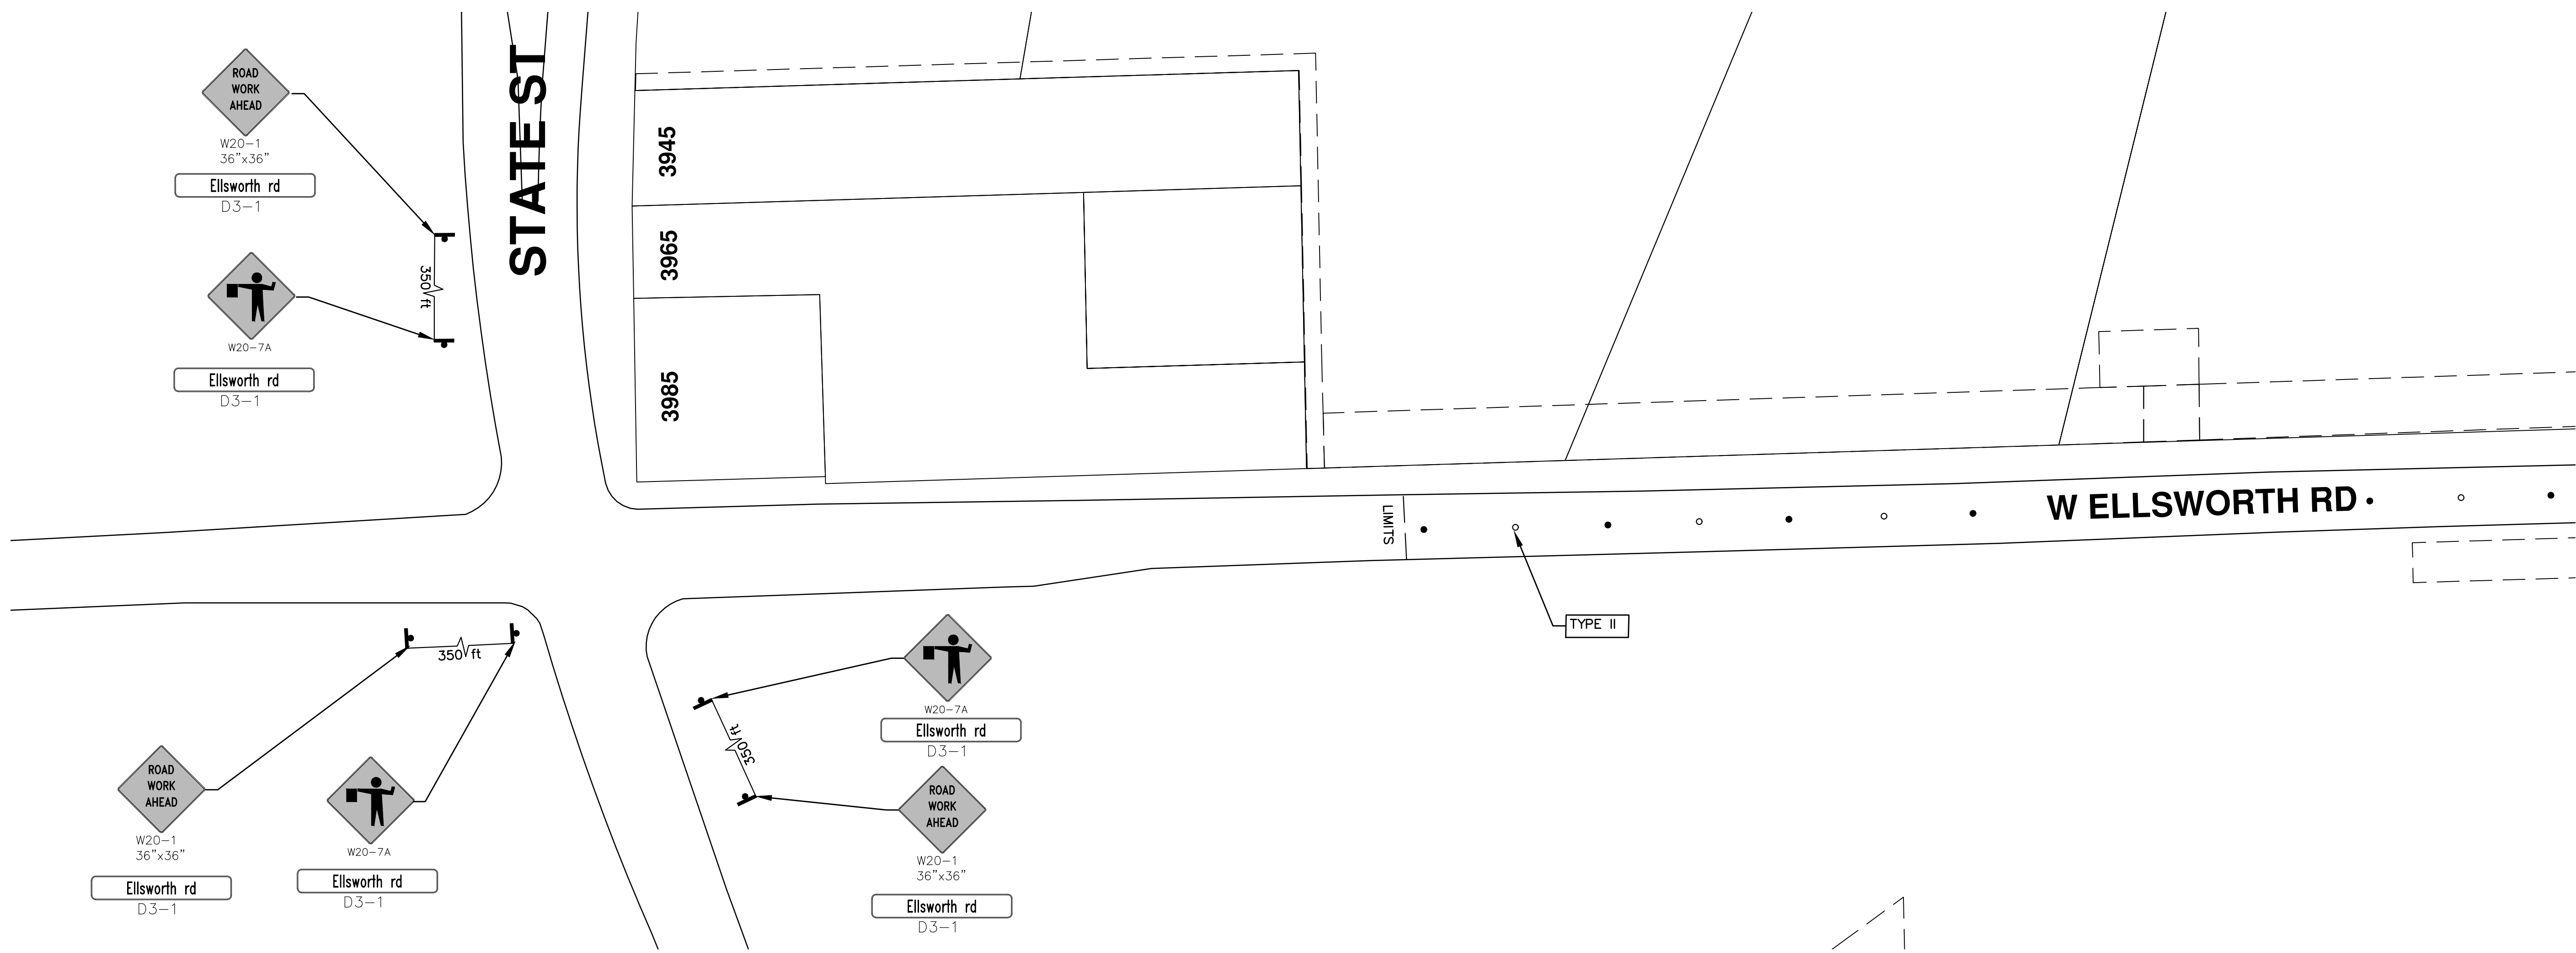 ROAD
WORK
AHEAD
W20-1
36"x36"
Ellsworth rd
D3-1
W20-7A
Ellsworth rd
D3-1
350 ft
STATE ST
3945
3965
3985
LIMITS
W ELLSWORTH RD
TYPE II
350 ft
ROAD
WORK
AHEAD
W20-1
36"x36"
Ellsworth rd
D3-1
W20-7A
Ellsworth rd
D3-1
350 ft
W20-7A
Ellsworth rd
D3-1
ROAD
WORK
AHEAD
W20-1
36"x36"
Ellsworth rd
D3-1